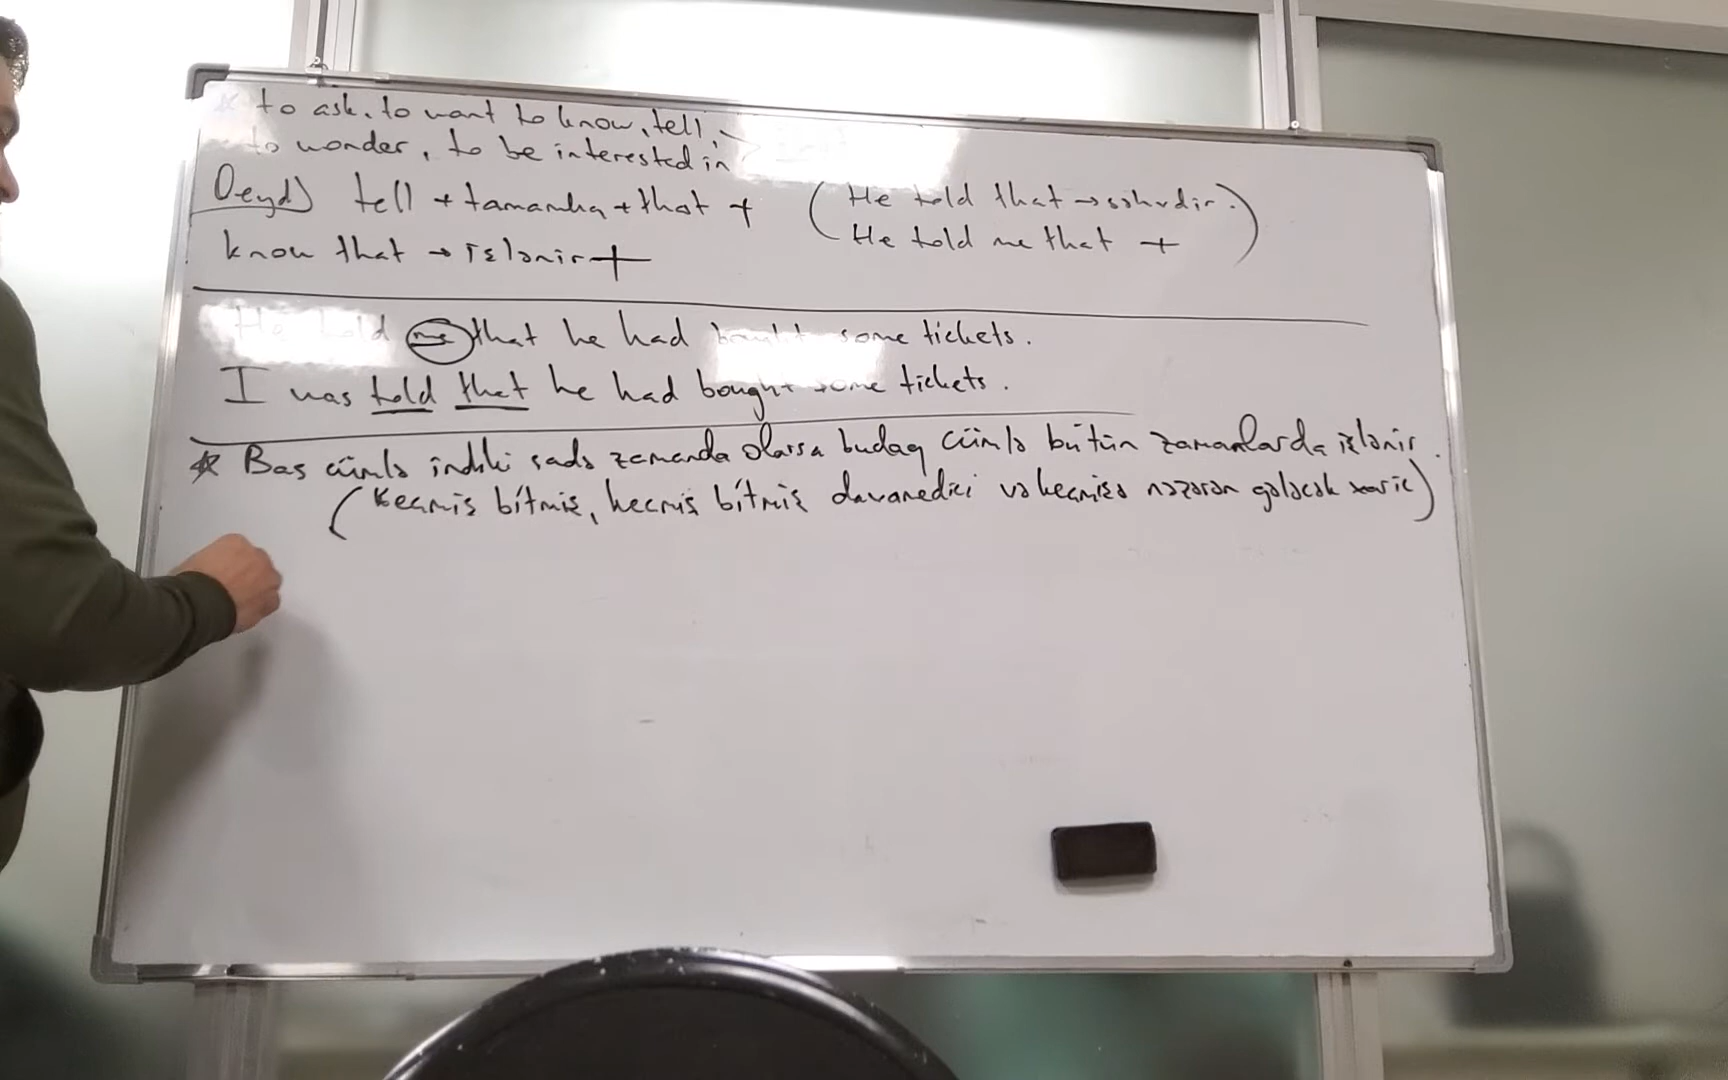 * to ask, to want to know, tell,
to wonder, to be interested in
Qeyd) tell + tamamlıq + that + (He told that → səhvdir.)
know that → işlənir + He told me that +
He told me that he had bought some tickets.
I was told that he had bought some tickets.
* Baş cümlə indiki sadə zamanda olarsa budaq cümlə bütün zamanlarda işlənir.
(keçmiş bitmiş, keçmiş bitmiş davamedici və keçmişə nəzərən gələcək xaric)